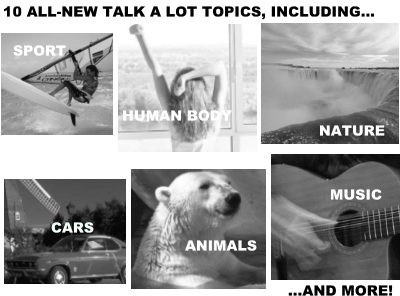 10 ALL-NEW TALK A LOT TOPICS, INCLUDING...
SPORT
HUMAN BODY
NATURE
CARS
ANIMALS
MUSIC
...AND MORE!